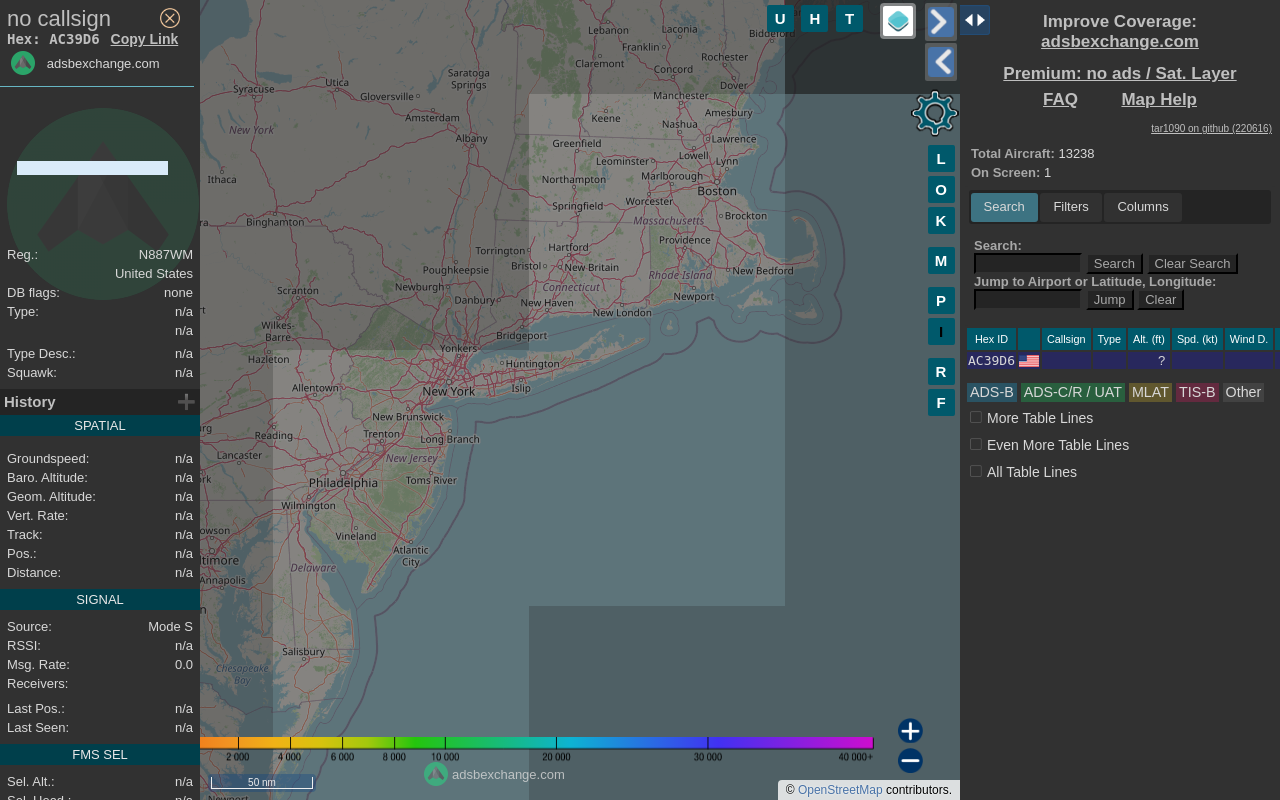 no callsign
Hex: AC39D6 Copy Link
adsbexchange.com
Reg.: N887WM
United States
DB flags: none
Type: n/a
n/a
Type Desc.: n/a
Squawk: n/a
History
SPATIAL
Groundspeed: n/a
Baro. Altitude: n/a
Geom. Altitude: n/a
Vert. Rate: n/a
Track: n/a
Pos.: n/a
Distance: n/a
SIGNAL
Source: Mode S
RSSI: n/a
Msg. Rate: 0.0
Receivers:
Last Pos.: n/a
Last Seen: n/a
FMS SEL
Sel. Alt.: n/a
Sel. Head.: n/a
Lebanon
Laconia
Franklin
Rochester
Claremont
Concord
Dover
Saratoga
Springs
Utica
Syracuse
Gloversville
Manchester
Amsterdam
Keene
Amesbury
New York
Nashua
Albany
Greenfield
Lawrence
Leominster
Lowell
Lynn
Ithaca
Northampton
Marlborough
Boston
Springfield
Worcester
Massachusetts
Brockton
Binghamton
Hartford
Providence
Torrington
Bristol
New Britain
Poughkeepsie
Rhode Island
New Bedford
Newburgh
Connecticut
Danbury
New Haven
Newport
New London
Wilkes-
Barre
Bridgeport
Yonkers
Hazleton
Huntington
Allentown
New York
Islip
New Brunswick
Trenton
Long Branch
Reading
Lancaster
New Jersey
Philadelphia
Toms River
Wilmington
Vineland
Atlantic
City
Delaware
Annapolis
Salisbury
Chesapeake
Bay
Newport
2 000 4 000 6 000 8 000 10 000 20 000 30 000 40 000+
adsbexchange.com
50 nm
© OpenStreetMap contributors.
U H T
L
O
K
M
P
I
R
F
Improve Coverage:
adsbexchange.com
Premium: no ads / Sat. Layer
FAQ Map Help
tar1090 on github (220616)
Total Aircraft: 13238
On Screen: 1
Search Filters Columns
Search:
Search Clear Search
Jump to Airport or Latitude, Longitude:
Jump Clear
Hex ID Callsign Type Alt. (ft) Spd. (kt) Wind D.
AC39D6 ?
ADS-B ADS-C/R / UAT MLAT TIS-B Other
More Table Lines
Even More Table Lines
All Table Lines